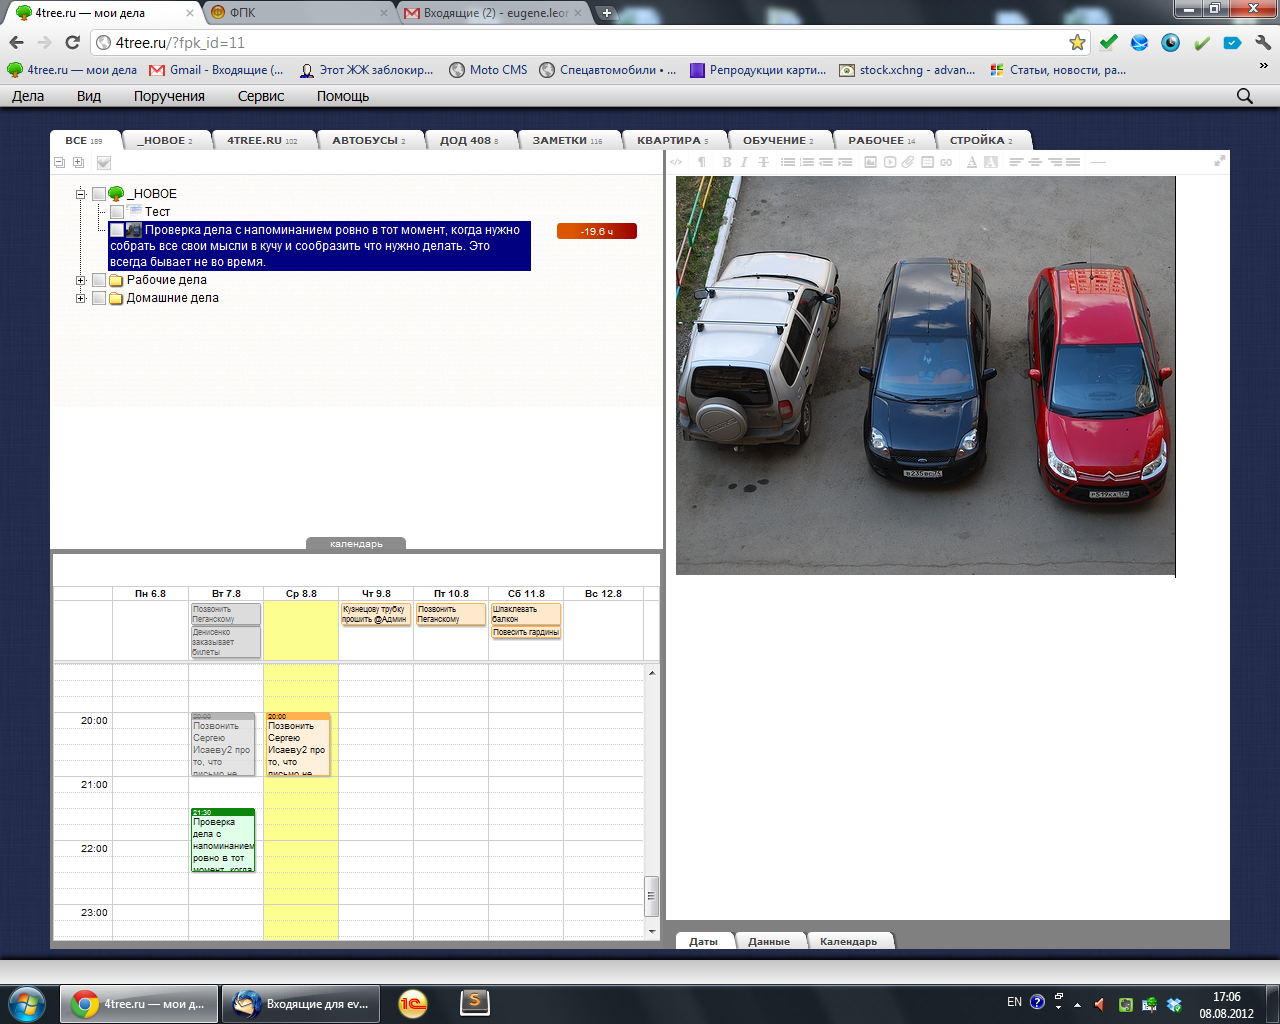 4tree.ru — мои дела
ФПК
Входящие (2) - eugene.leor
4tree.ru/?fpk_id=11
4tree.ru — мои дела
Gmail - Входящие (...
Этот ЖЖ заблокир...
Moto CMS
Спецавтомобили • ...
Репродукции карти...
stock.xchng - advan...
Статьи, новости, ра...
»
Дела Вид Поручения Сервис Помощь
ВСЕ 189
_НОВОЕ 2
4TREE.RU 102
АВТОБУСЫ 2
ДОД 408 8
ЗАМЕТКИ 116
КВАРТИРА 5
ОБУЧЕНИЕ 2
РАБОЧЕЕ 14
СТРОЙКА 2
_НОВОЕ
Тест
Проверка дела с напоминанием ровно в тот момент, когда нужно
собрать все свои мысли в кучу и сообразить что нужно делать. Это
всегда бывает не во время.
-19.6 ч
Рабочие дела
Домашние дела
календарь
Пн 6.8 Вт 7.8 Ср 8.8 Чт 9.8 Пт 10.8 Сб 11.8 Вс 12.8
Позвонить
Пеганскому
Денисенко
заказывает
билеты
Кузнецову трубку
прошить @Админ
Позвонить
Пеганскому
Шпаклевать
балкон
Повесить гардины
20:00
21:00
22:00
23:00
20:00
Позвонить
Сергею
Исаеву2 про
то, что
письмо не
20:00
Позвонить
Сергею
Исаеву2 про
то, что
письмо не
21:30
Проверка
дела с
напоминанием
ровно в тот
момент, когда
Даты Данные Календарь
4tree.ru — мои д...
Входящие для ev...
1С
S
EN
17:06
08.08.2012